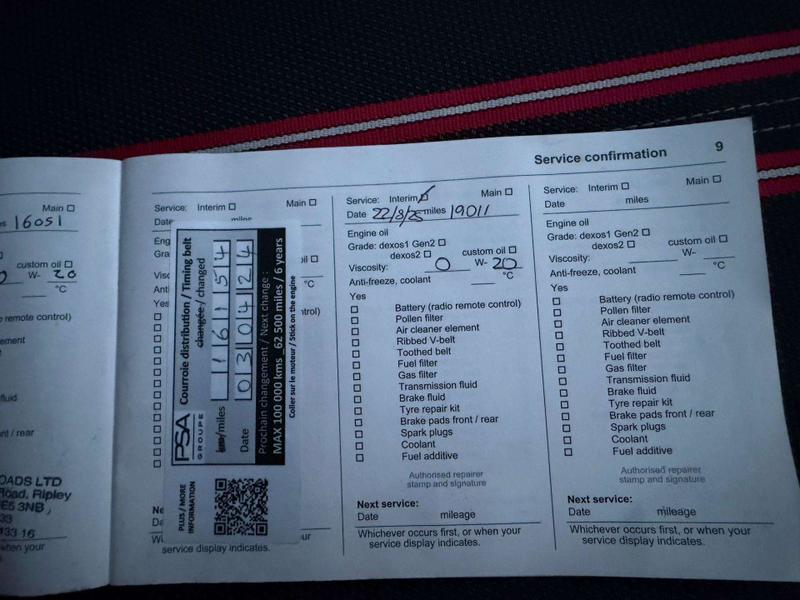 Service confirmation 9
Main ☐
16051
custom oil ☐
W- 20
°C
remote control)
ement
fluid
nt / rear
OADS LTD
Road, Ripley
E5 3NB
33
33 16
when your
Service: Interim ☐ Main ☐
Date miles
Eng
Gra
Visc
Anti
Yes
PSA
GROUPE
Courroie distribution / Timing belt
changée / changed
km/miles 16154
Date 030424
Prochain changement / Next change :
MAX 100 000 kms_62 500 miles / 6 years
Coller sur le moteur / Stick on the engine
PLUS / MORE
INFORMATION
oil ☐
°C
ntrol)
Ne
Da
service display indicates.
Service: Interim ☑ Main ☐
Date 22/8/25 miles 19011
Engine oil
Grade: dexos1 Gen2 ☐ custom oil ☐
dexos2 ☐
Viscosity: 0 W- 20
Anti-freeze, coolant °C
Yes
☐ Battery (radio remote control)
☐ Pollen filter
☐ Air cleaner element
☐ Ribbed V-belt
☐ Toothed belt
☐ Fuel filter
☐ Gas filter
☐ Transmission fluid
☐ Brake fluid
☐ Tyre repair kit
☐ Brake pads front / rear
☐ Spark plugs
☐ Coolant
☐ Fuel additive
Authorised repairer
stamp and signature
Next service:
Date mileage
Whichever occurs first, or when your
service display indicates.
Service: Interim ☐ Main ☐
Date miles
Engine oil
Grade: dexos1 Gen2 ☐ custom oil ☐
dexos2 ☐
Viscosity: W-
Anti-freeze, coolant °C
Yes
☐ Battery (radio remote control)
☐ Pollen filter
☐ Air cleaner element
☐ Ribbed V-belt
☐ Toothed belt
☐ Fuel filter
☐ Gas filter
☐ Transmission fluid
☐ Brake fluid
☐ Tyre repair kit
☐ Brake pads front / rear
☐ Spark plugs
☐ Coolant
☐ Fuel additive
Authorised repairer
stamp and signature
Next service:
Date mileage
Whichever occurs first, or when your
service display indicates.